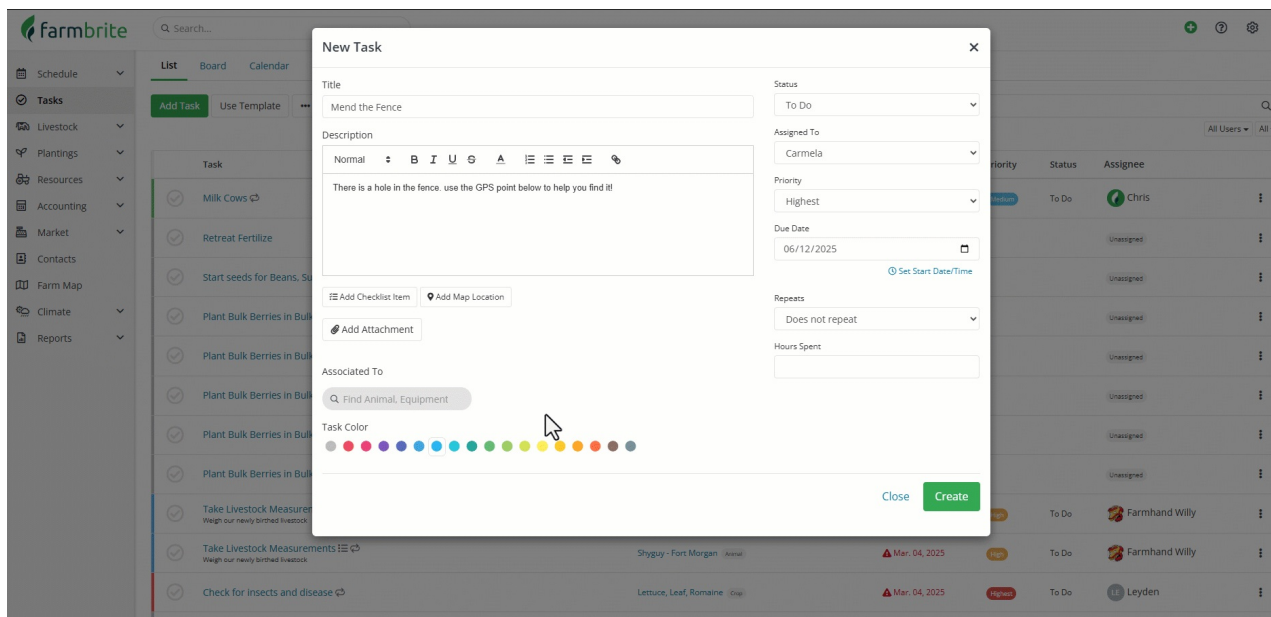 farmbrite
Search...
Schedule
Tasks
Livestock
Plantings
Resources
Accounting
Market
Contacts
Farm Map
Climate
Reports
List Board Calendar
Add Task Use Template
All Users All
Task Priority Status Assignee
Milk Cows Medium To Do Chris
Retreat Fertilize Unassigned
Start seeds for Beans, Su Unassigned
Plant Bulk Berries in Bulk Unassigned
Plant Bulk Berries in Bulk Unassigned
Plant Bulk Berries in Bulk Unassigned
Plant Bulk Berries in Bulk Unassigned
Plant Bulk Berries in Bulk Unassigned
Take Livestock Measurem High To Do Farmhand Willy
Weigh our newly birthed livestock
Take Livestock Measurements Shyguy - Fort Morgan Animal Mar. 04, 2025 High To Do Farmhand Willy
Weigh our newly birthed livestock
Check for insects and disease Lettuce, Leaf, Romaine Crop Mar. 04, 2025 Highest To Do LE Leyden
New Task
Title
Mend the Fence
Description
Normal B I U S A
There is a hole in the fence. use the GPS point below to help you find it!
Add Checklist Item Add Map Location
Add Attachment
Associated To
Find Animal, Equipment
Task Color
Status
To Do
Assigned To
Carmela
Priority
Highest
Due Date
06/12/2025
Set Start Date/Time
Repeats
Does not repeat
Hours Spent
Close Create